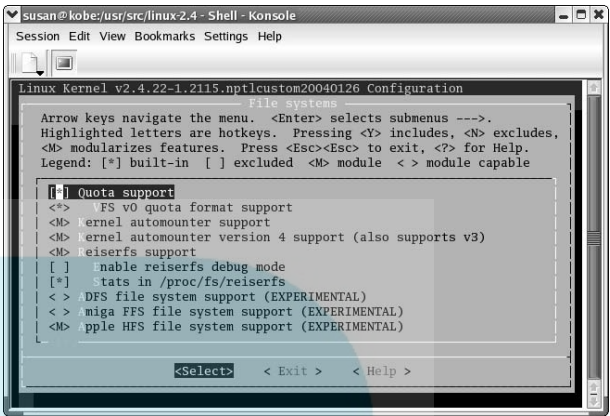 susan@kobe:/usr/src/linux-2.4 - Shell - Konsole
Session Edit View Bookmarks Settings Help
Linux Kernel v2.4.22-1.2115.nptlcustom20040126 Configuration
File systems
Arrow keys navigate the menu. <Enter> selects submenus --->.
Highlighted letters are hotkeys. Pressing <Y> includes, <N> excludes,
<M> modularizes features. Press <Esc><Esc> to exit, <?> for Help.
Legend: [*] built-in [ ] excluded <M> module < > module capable
[*] Quota support
<*> VFS v0 quota format support
<M> Kernel automounter support
<M> Kernel automounter version 4 support (also supports v3)
<M> Reiserfs support
[ ] Enable reiserfs debug mode
[*] Stats in /proc/fs/reiserfs
< > ADFS file system support (EXPERIMENTAL)
< > Amiga FFS file system support (EXPERIMENTAL)
<M> Apple HFS file system support (EXPERIMENTAL)
<Select> < Exit > < Help >